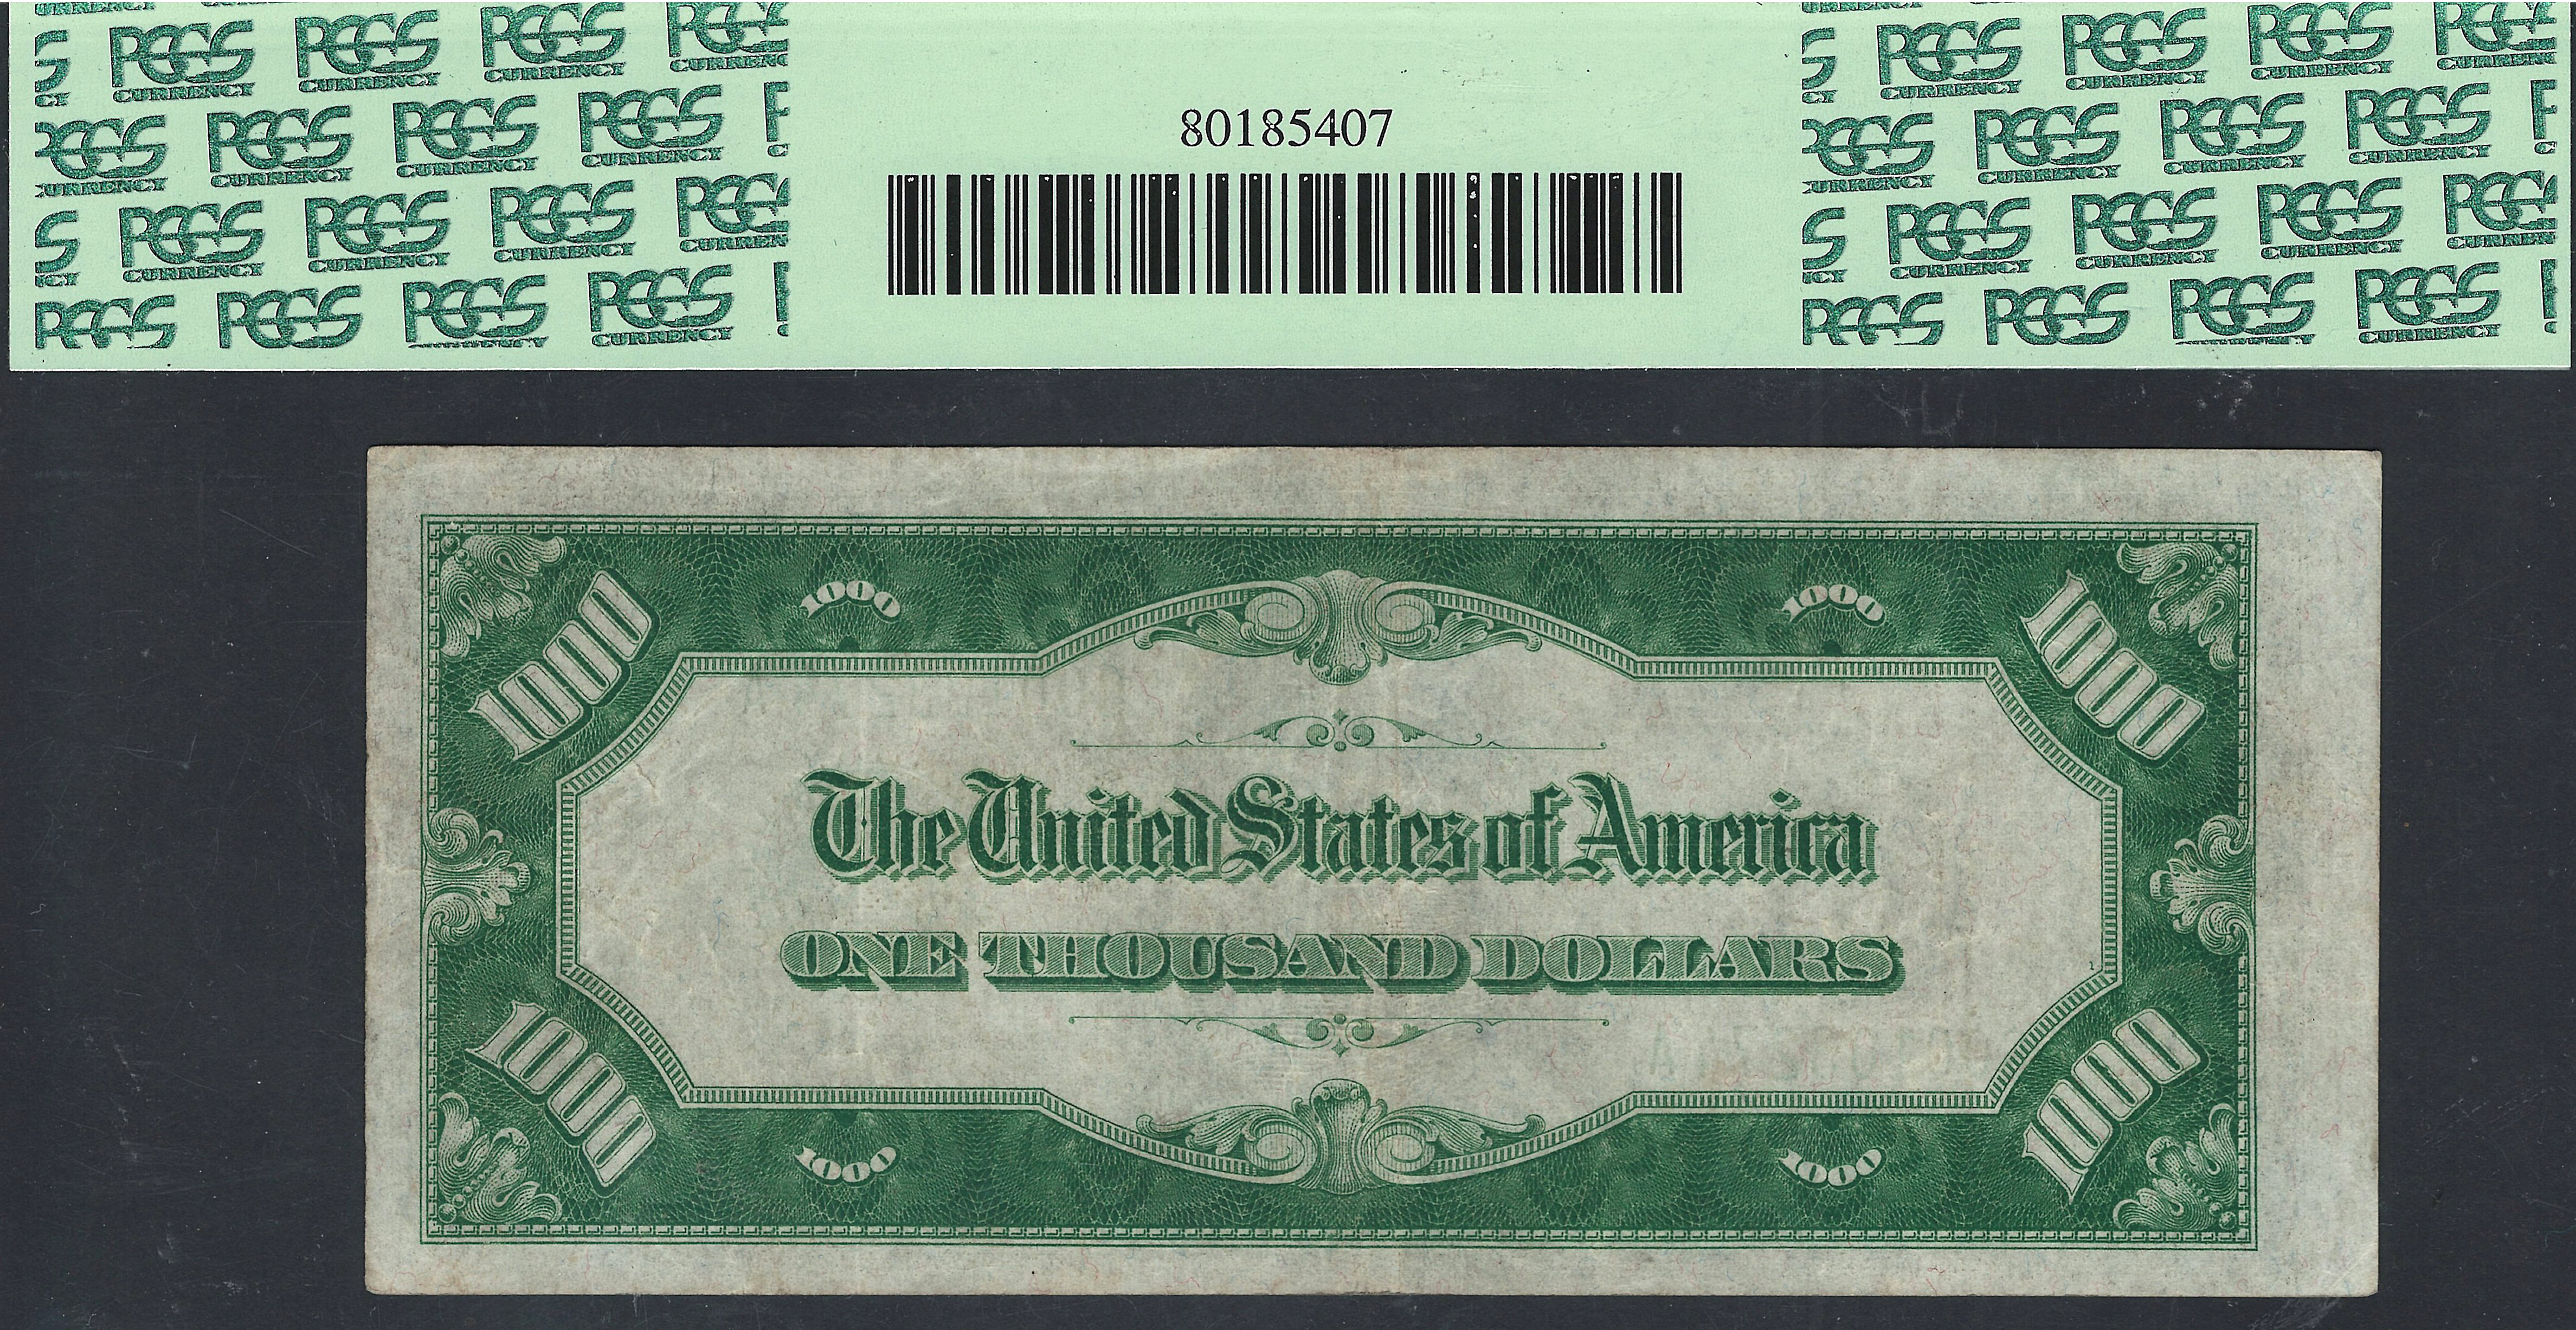 PCGS CURRENCY
80185407
1000 1000 1000 1000
The United States of America
ONE THOUSAND DOLLARS
1
1000 1000 1000 1000